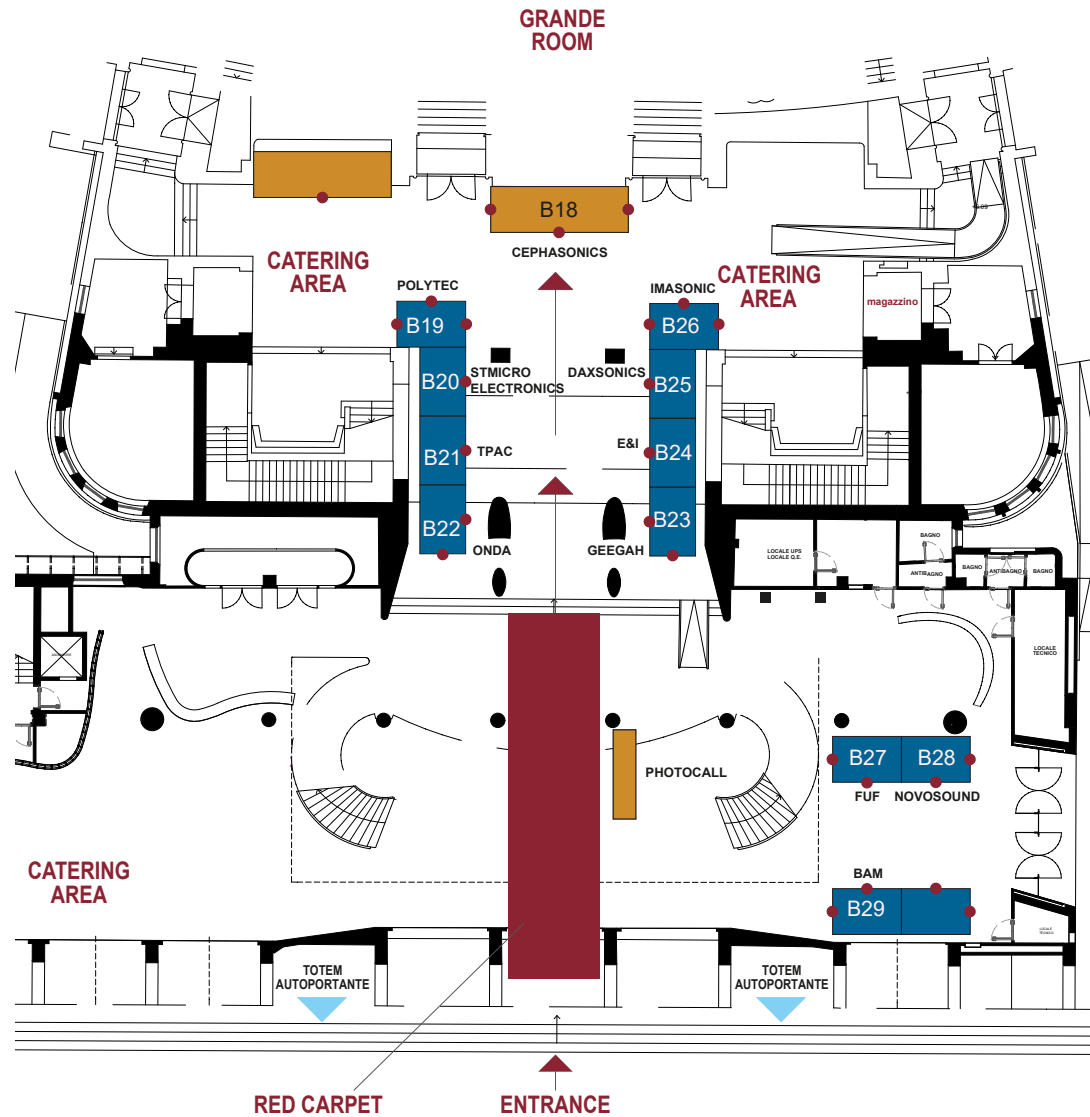 GRANDE
ROOM
B18
CEPHASONICS
CATERING
AREA
CATERING
AREA
POLYTEC
IMASONIC
magazzino
B19
B26
B20
STMICRO
ELECTRONICS
DAXSONICS
B25
B21
TPAC
E&I
B24
B22
ONDA
GEEGAH
B23
LOCALE UPS
LOCALE Q.E.
BAGNO
ANTIBAGNO
BAGNO
ANTIBAGNO
BAGNO
LOCALE
TECNICO
PHOTOCALL
B27
B28
FUF
NOVOSOUND
CATERING
AREA
BAM
B29
LOCALE
TECNICO
TOTEM
AUTOPORTANTE
TOTEM
AUTOPORTANTE
RED CARPET
ENTRANCE